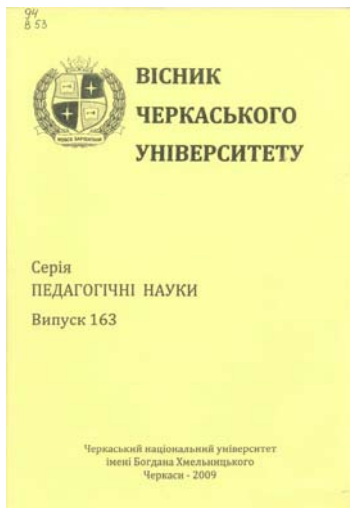 94
В 53
ВІСНИК
ЧЕРКАСЬКОГО
УНІВЕРСИТЕТУ
Серія
ПЕДАГОГІЧНІ НАУКИ
Випуск 163
Черкаський національний університет
імені Богдана Хмельницького
Черкаси - 2009